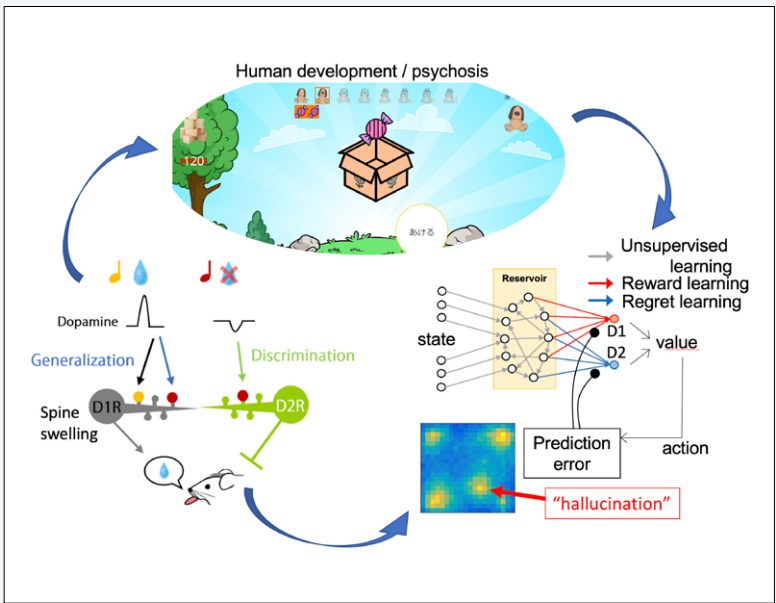 Human development / psychosis
120
あける
Unsupervised
learning
Reward learning
Regret learning
Reservoir
state
D1
D2
value
Prediction
error
action
"hallucination"
Dopamine
Generalization
Discrimination
D1R
D2R
Spine
swelling